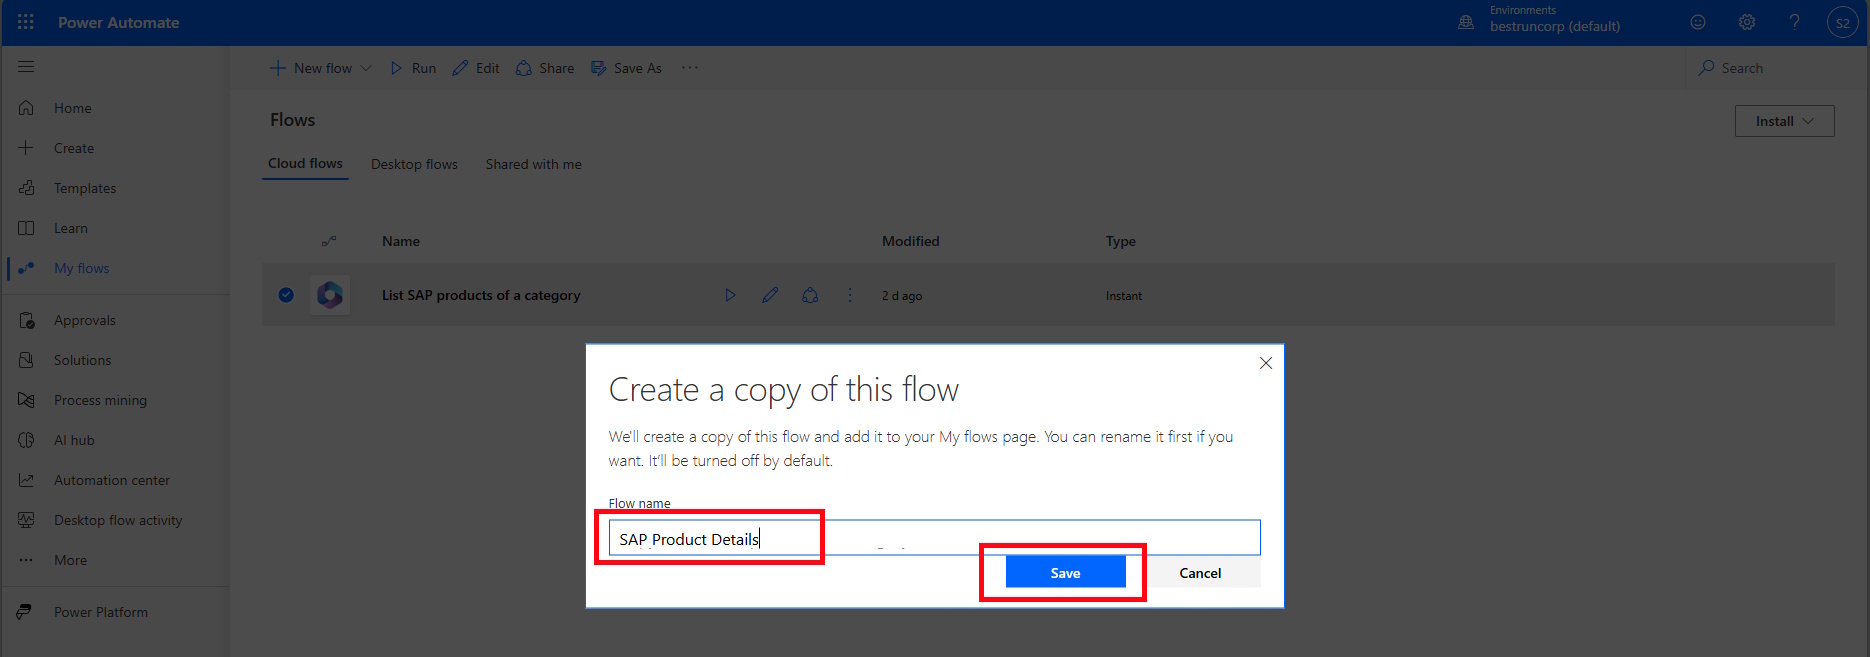 Power Automate
Environments
bestruncorp (default)
?
S2
New flow
Run
Edit
Share
Save As
...
Search
Home
Create
Templates
Learn
My flows
Approvals
Solutions
Process mining
AI hub
Automation center
Desktop flow activity
More
Power Platform
Flows
Install
Cloud flows
Desktop flows
Shared with me
Name
Modified
Type
List SAP products of a category
2 d ago
Instant
Create a copy of this flow
We'll create a copy of this flow and add it to your My flows page. You can rename it first if you
want. It'll be turned off by default.
Flow name
SAP Product Details
Save
Cancel